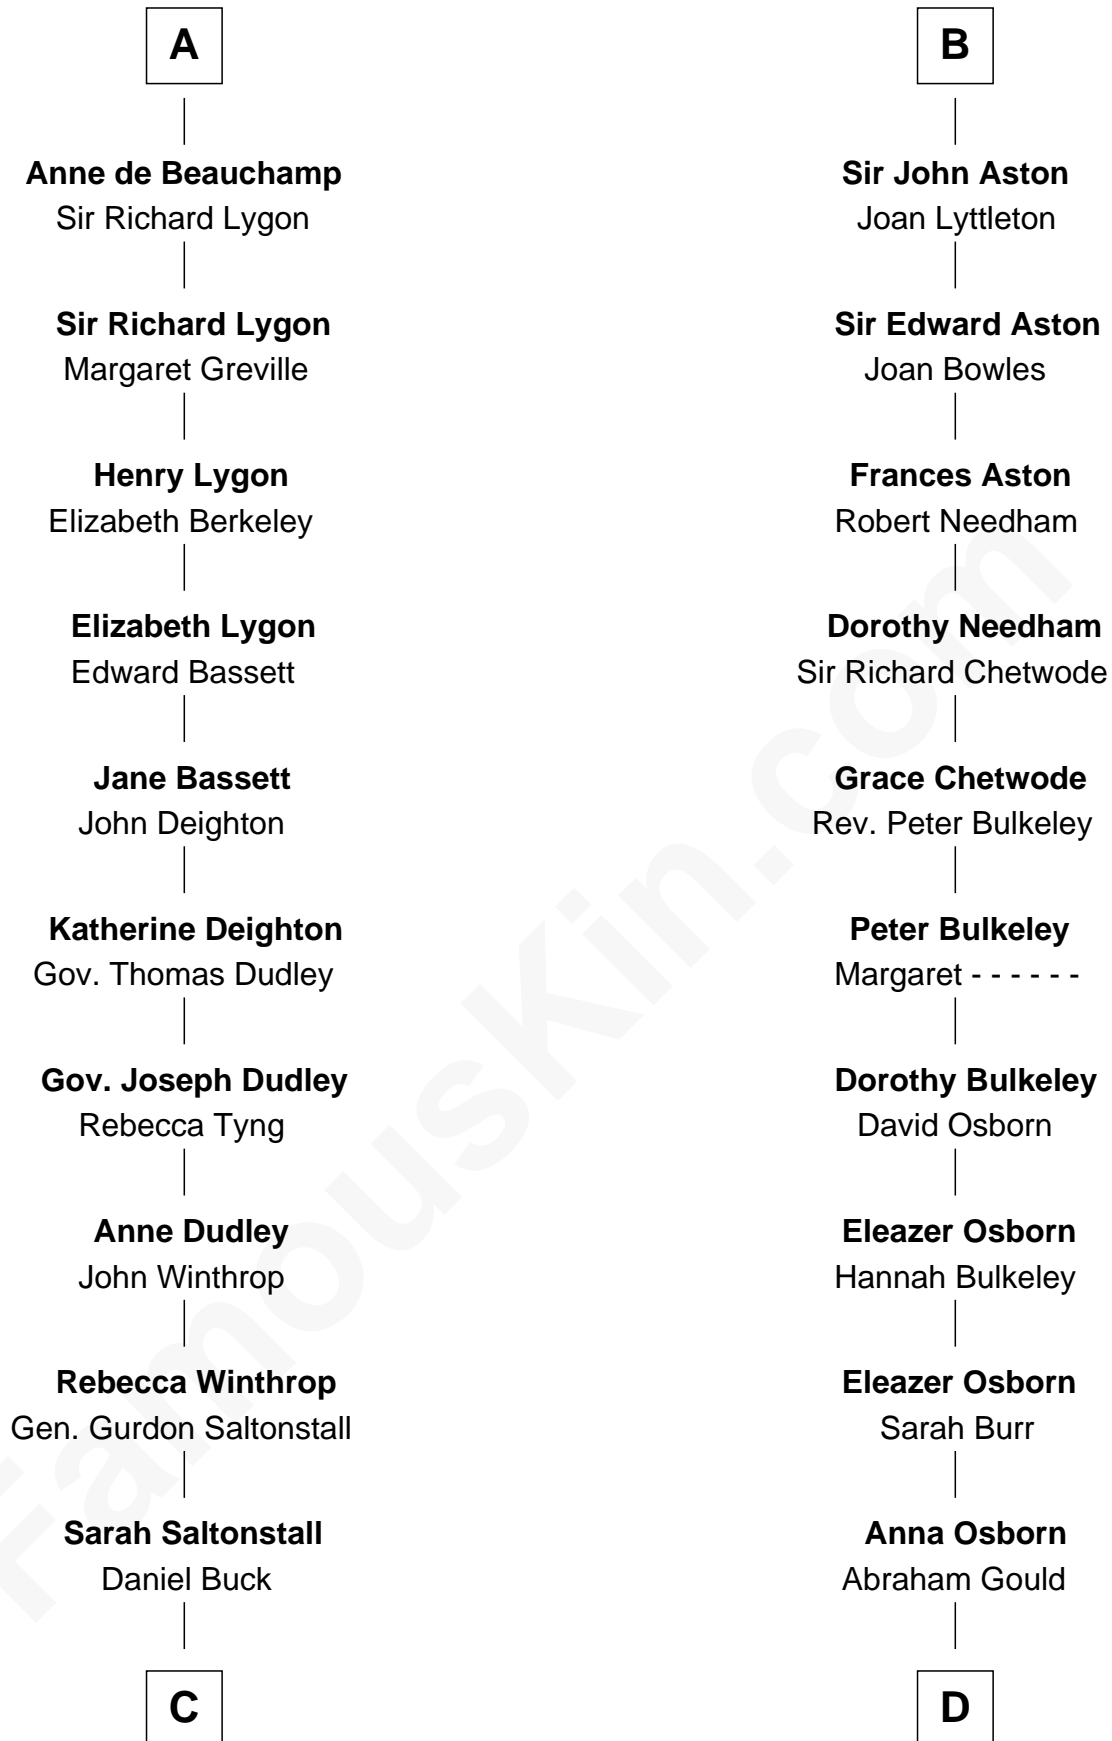 A
Anne de Beauchamp
Sir Richard Lygon
Sir Richard Lygon
Margaret Greville
Henry Lygon
Elizabeth Berkeley
Elizabeth Lygon
Edward Bassett
Jane Bassett
John Deighton
Katherine Deighton
Gov. Thomas Dudley
Gov. Joseph Dudley
Rebecca Tyng
Anne Dudley
John Winthrop
Rebecca Winthrop
Gen. Gurdon Saltonstall
Sarah Saltonstall
Daniel Buck
C
B
Sir John Aston
Joan Lyttleton
Sir Edward Aston
Joan Bowles
Frances Aston
Robert Needham
Dorothy Needham
Sir Richard Chetwode
Grace Chetwode
Rev. Peter Bulkeley
Peter Bulkeley
Margaret - - - - - -
Dorothy Bulkeley
David Osborn
Eleazer Osborn
Hannah Bulkeley
Eleazer Osborn
Sarah Burr
Anna Osborn
Abraham Gould
D
FamousKin.com